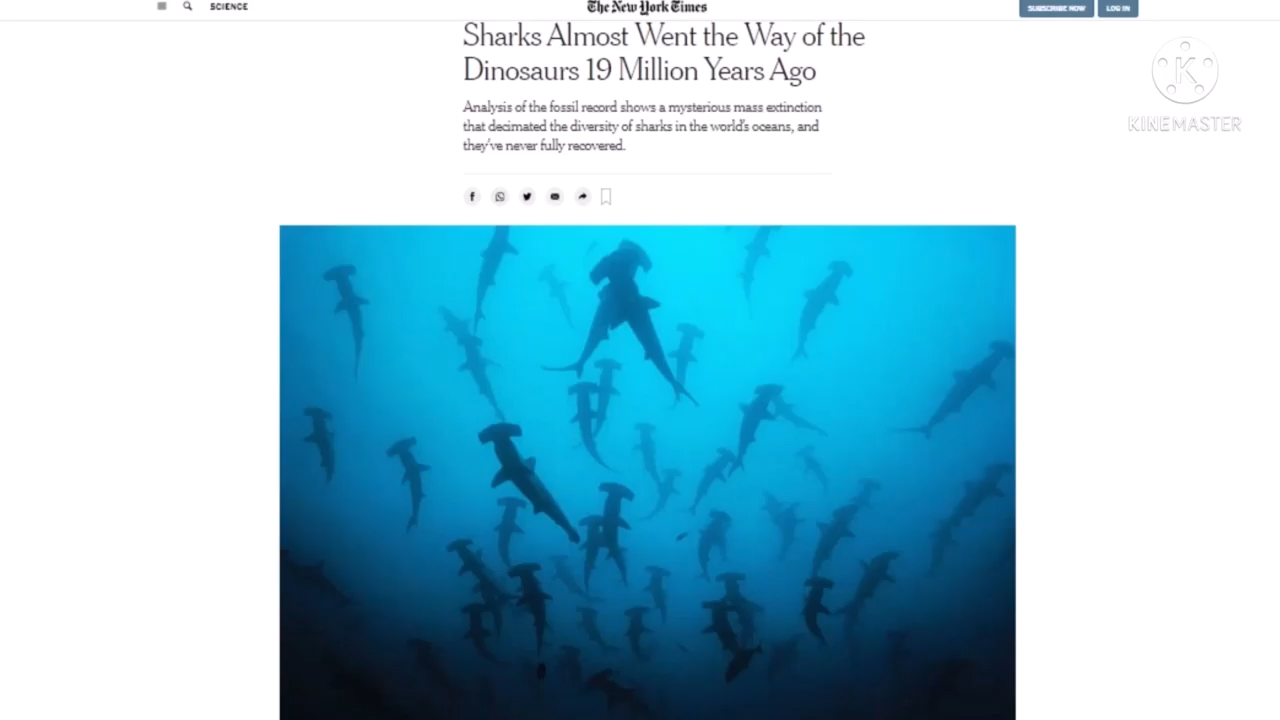 SCIENCE
The New York Times
SUBSCRIBE NOW
LOG IN
Sharks Almost Went the Way of the
Dinosaurs 19 Million Years Ago
Analysis of the fossil record shows a mysterious mass extinction
that decimated the diversity of sharks in the world's oceans, and
they've never fully recovered.
K
KINEMASTER